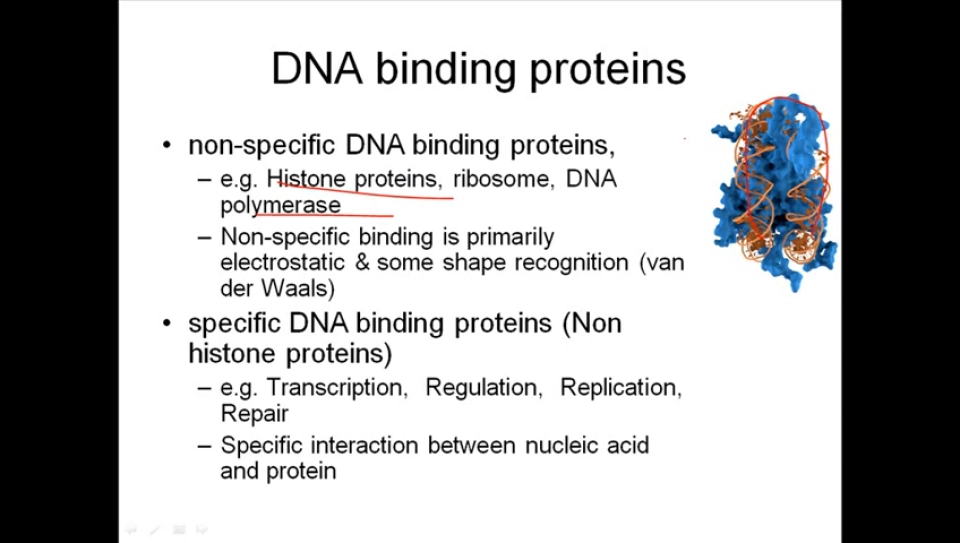 DNA binding proteins
• non-specific DNA binding proteins,
– e.g. Histone proteins, ribosome, DNA
polymerase
– Non-specific binding is primarily
electrostatic & some shape recognition (van
der Waals)
• specific DNA binding proteins (Non
histone proteins)
– e.g. Transcription, Regulation, Replication,
Repair
– Specific interaction between nucleic acid
and protein